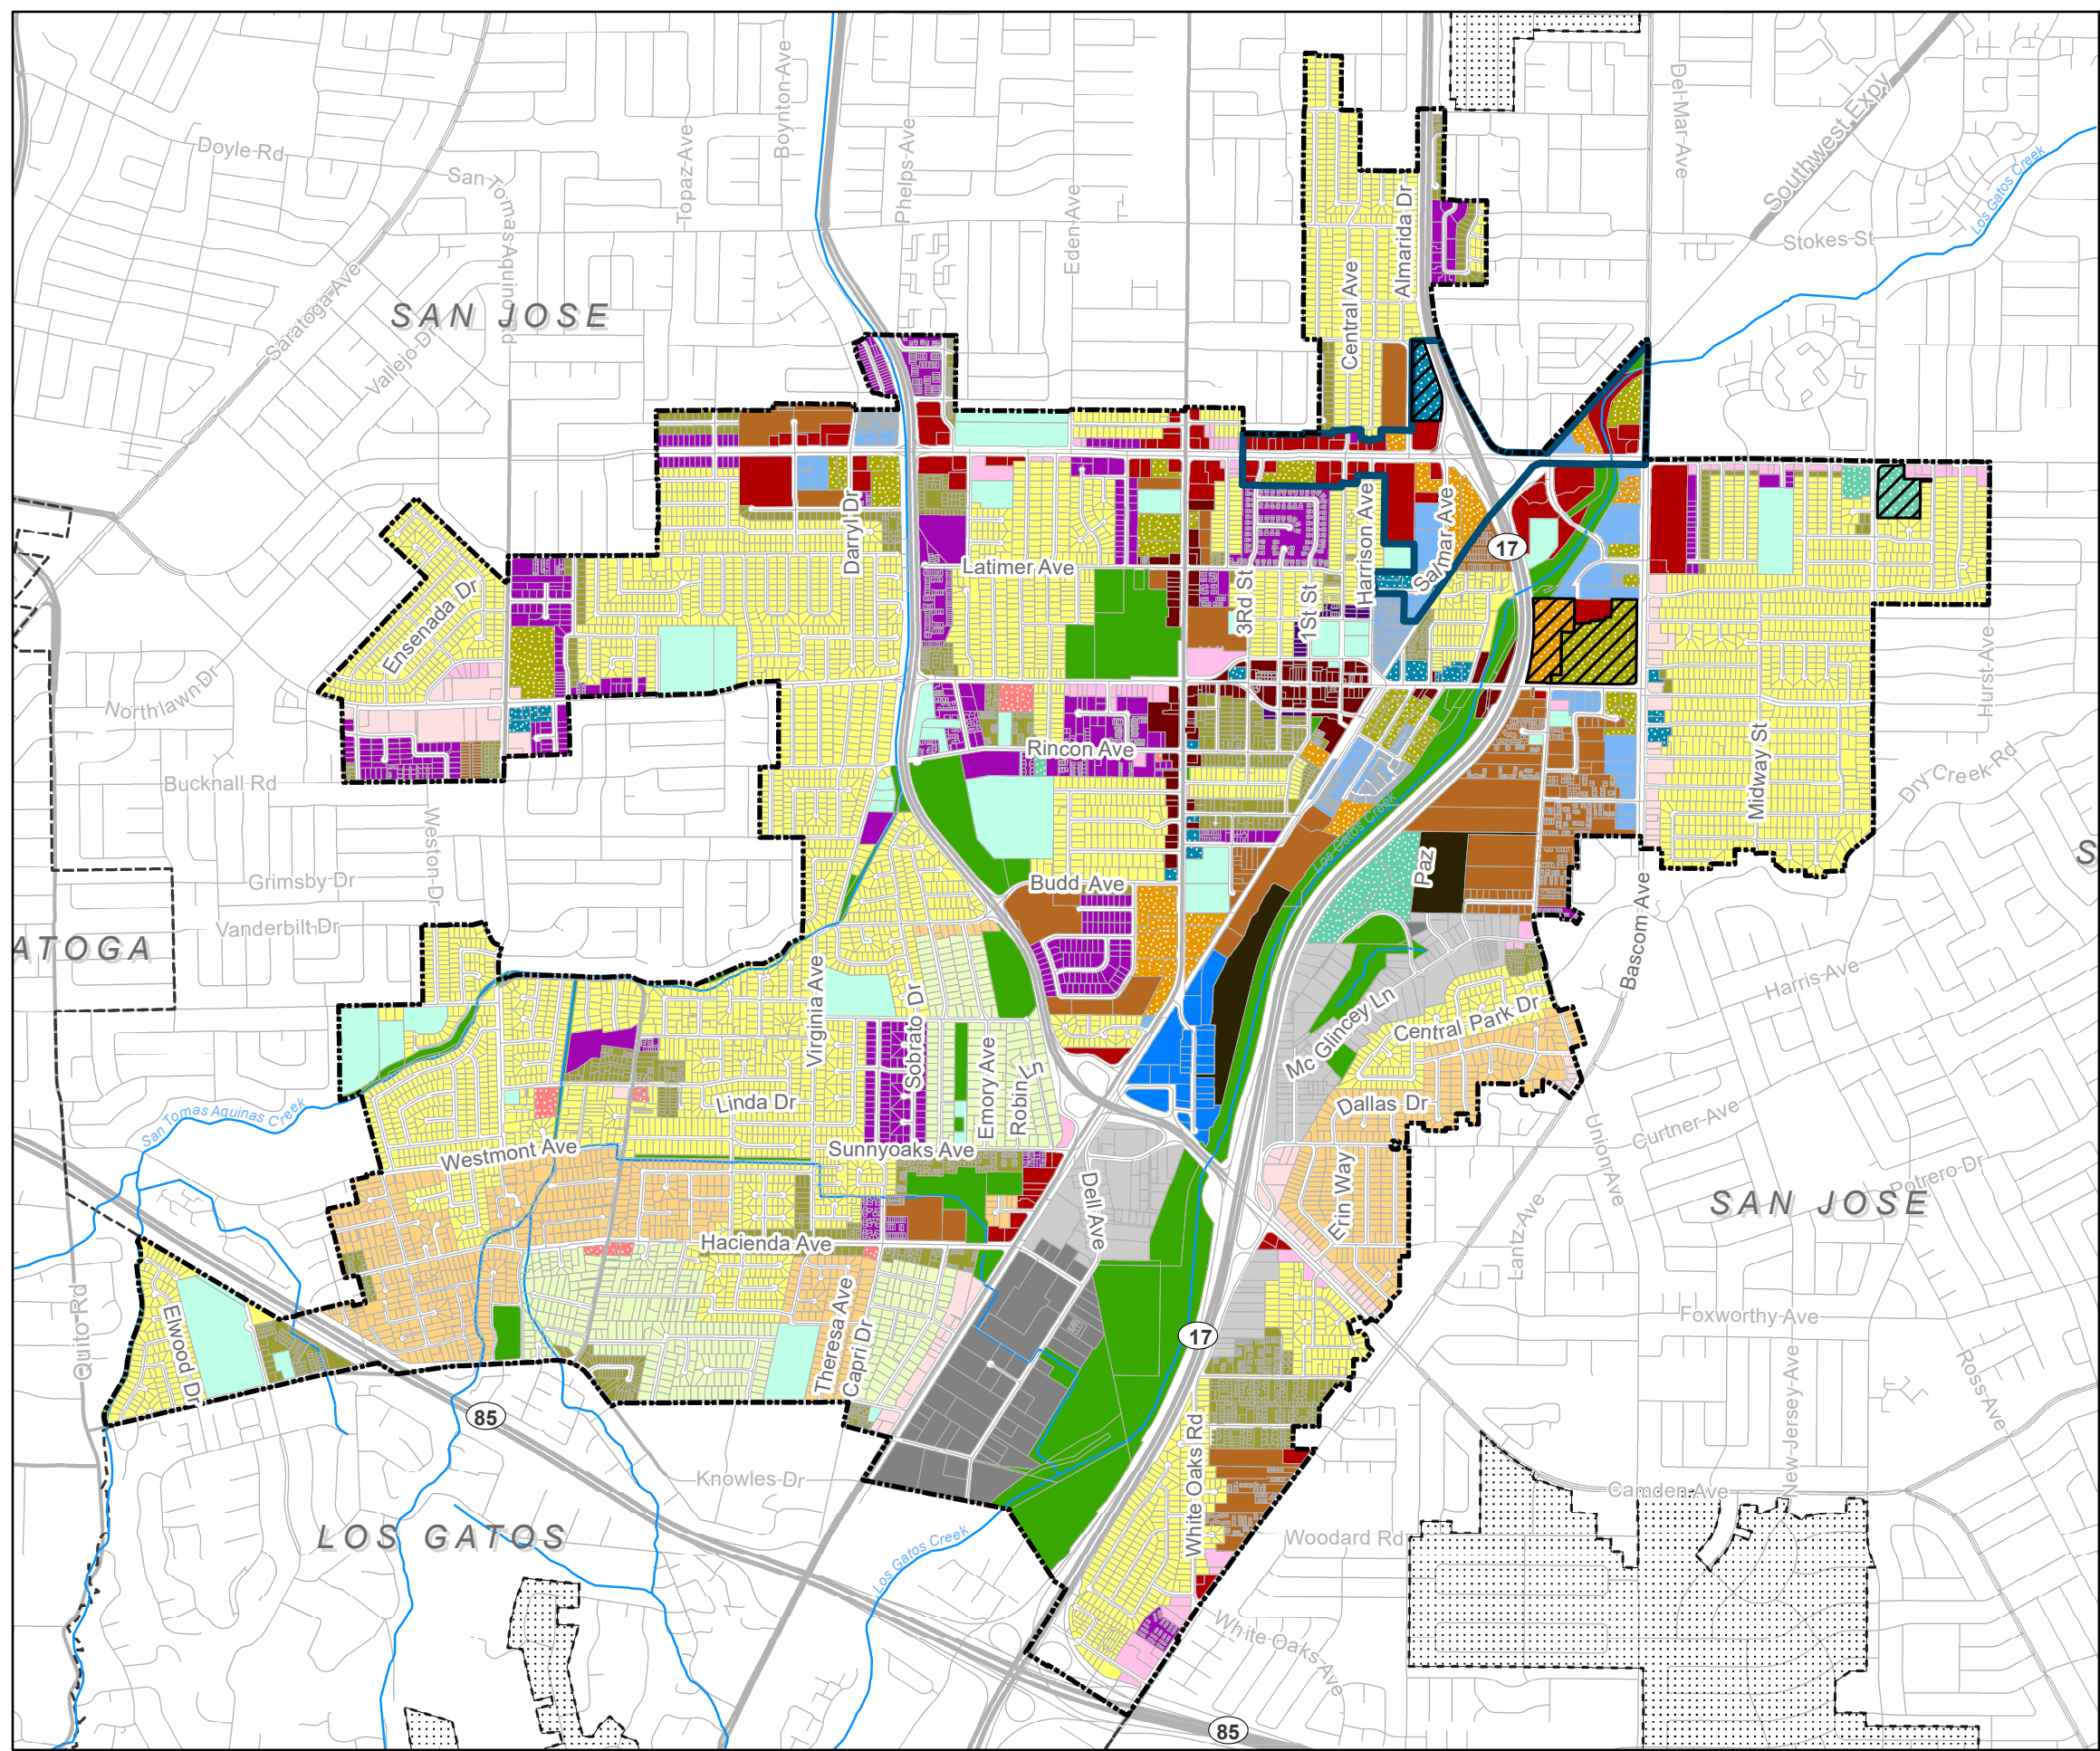 Doyle Rd
San Tomas Aquino Rd
Topaz Ave
Boynton Ave
Phelps Ave
Eden Ave
Central Ave
Almarida Dr
Del Mar Ave
Southwest Expy
Los Gatos Creek
Stokes St
Saratoga Ave
Vallejo Dr
SAN JOSE
Ensenada Dr
Darryl Dr
Latimer Ave
3Rd St
1St St
Harrison Ave
Salmar Ave
17
Hurst Ave
Northlawn Dr
Bucknall Rd
Rincon Ave
Midway St
Dry Creek Rd
Weston Dr
Grimsby Dr
Vanderbilt Dr
ATOGA
Budd Ave
Los Gatos Creek
Paz
S
Bascom Ave
Harris Ave
Virginia Ave
Sobrato Dr
Emory Ave
Robin Ln
Mc Glincey Ln
Central Park Dr
San Tomas Aquinas Creek
Linda Dr
Dallas Dr
Westmont Ave
Sunnyoaks Ave
Union Ave
Curtner Ave
Potrero Dr
SAN JOSE
Dell Ave
Erin Way
Lantz Ave
Hacienda Ave
Quito Rd
Elwood Dr
Theresa Ave
Capri Dr
17
Foxworthy Ave
New Jersey Ave
Ross Ave
85
Knowles Dr
White Oaks Rd
Camden Ave
LOS GATOS
Los Gatos Creek
Woodard Rd
White Oaks Ave
85